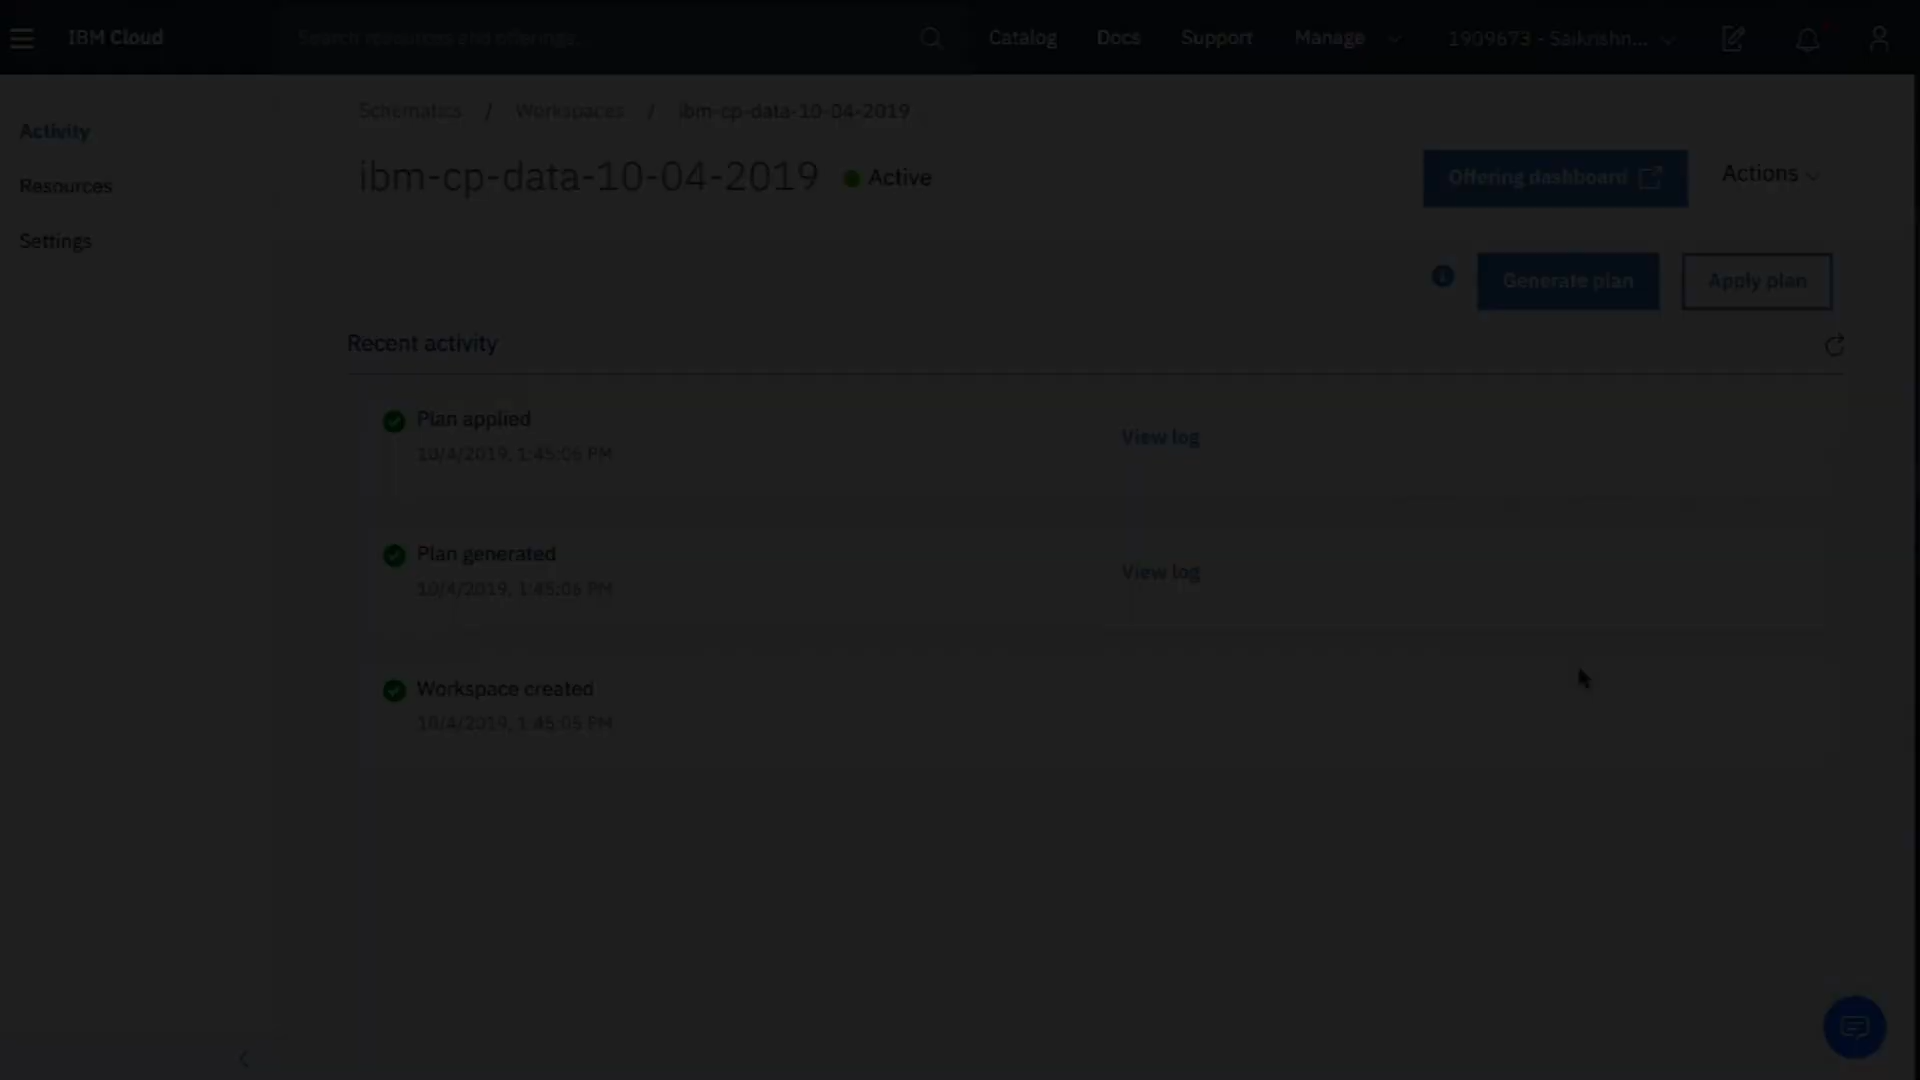 IBM Cloud
Search resources and offerings...
Catalog
Docs
Support
Manage
1909673 - Saikrishn...
Activity
Resources
Settings
Schematics / Workspaces / ibm-cp-data-10-04-2019
ibm-cp-data-10-04-2019
Active
Offering dashboard
Actions
Generate plan
Apply plan
Recent activity
Plan applied
10/4/2019, 1:45:06 PM
View log
Plan generated
10/4/2019, 1:45:06 PM
View log
Workspace created
10/4/2019, 1:45:05 PM